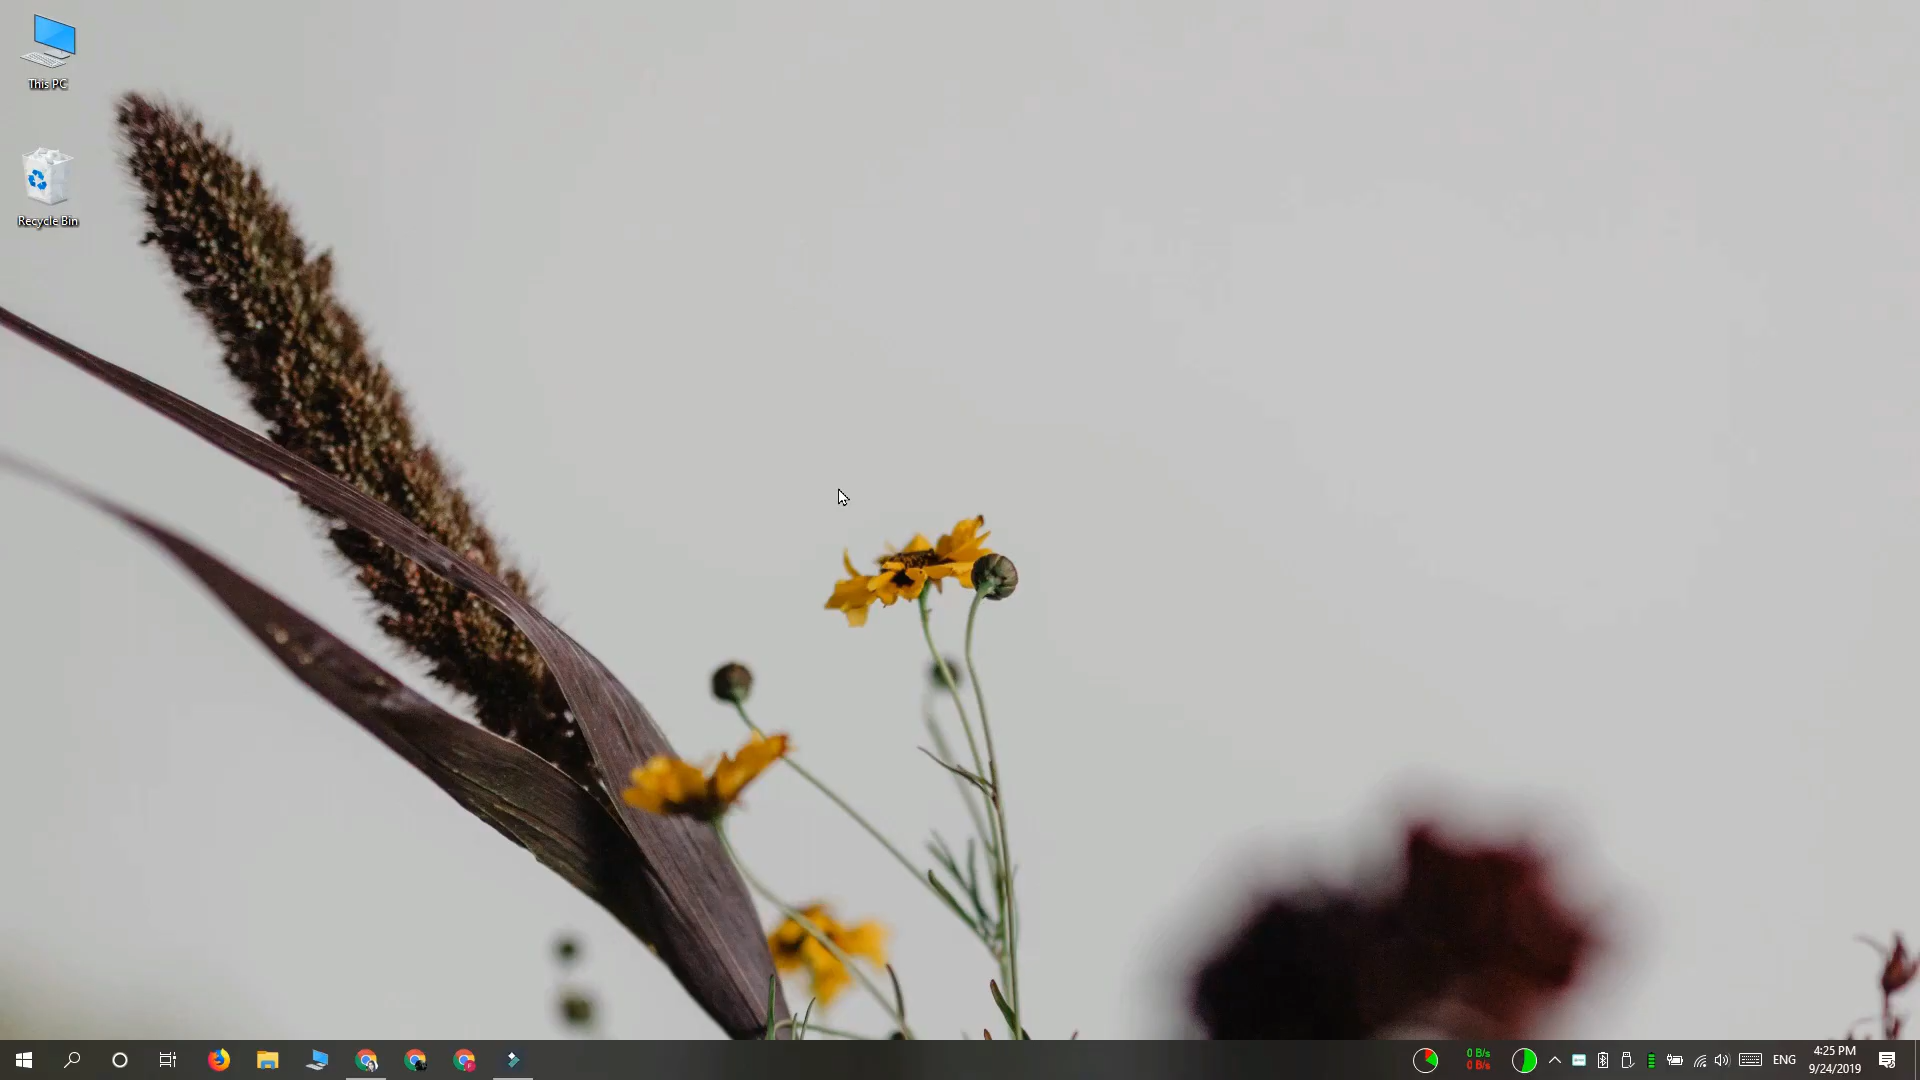 This PC
Recycle Bin
0 B/s
0 B/s
ENG
4:25 PM
9/24/2019